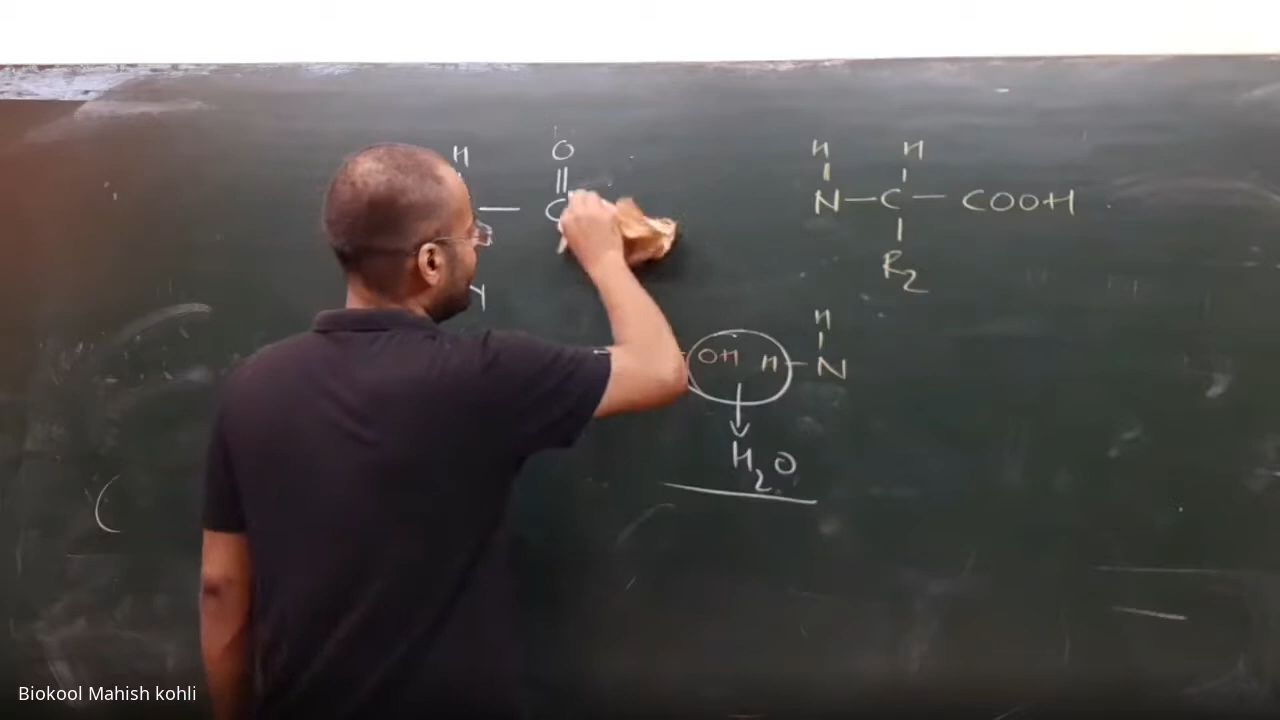 H
O
||
C
H H
N—C—COOH
R2
H
OH H—N
H2O
Biokool Mahish kohli